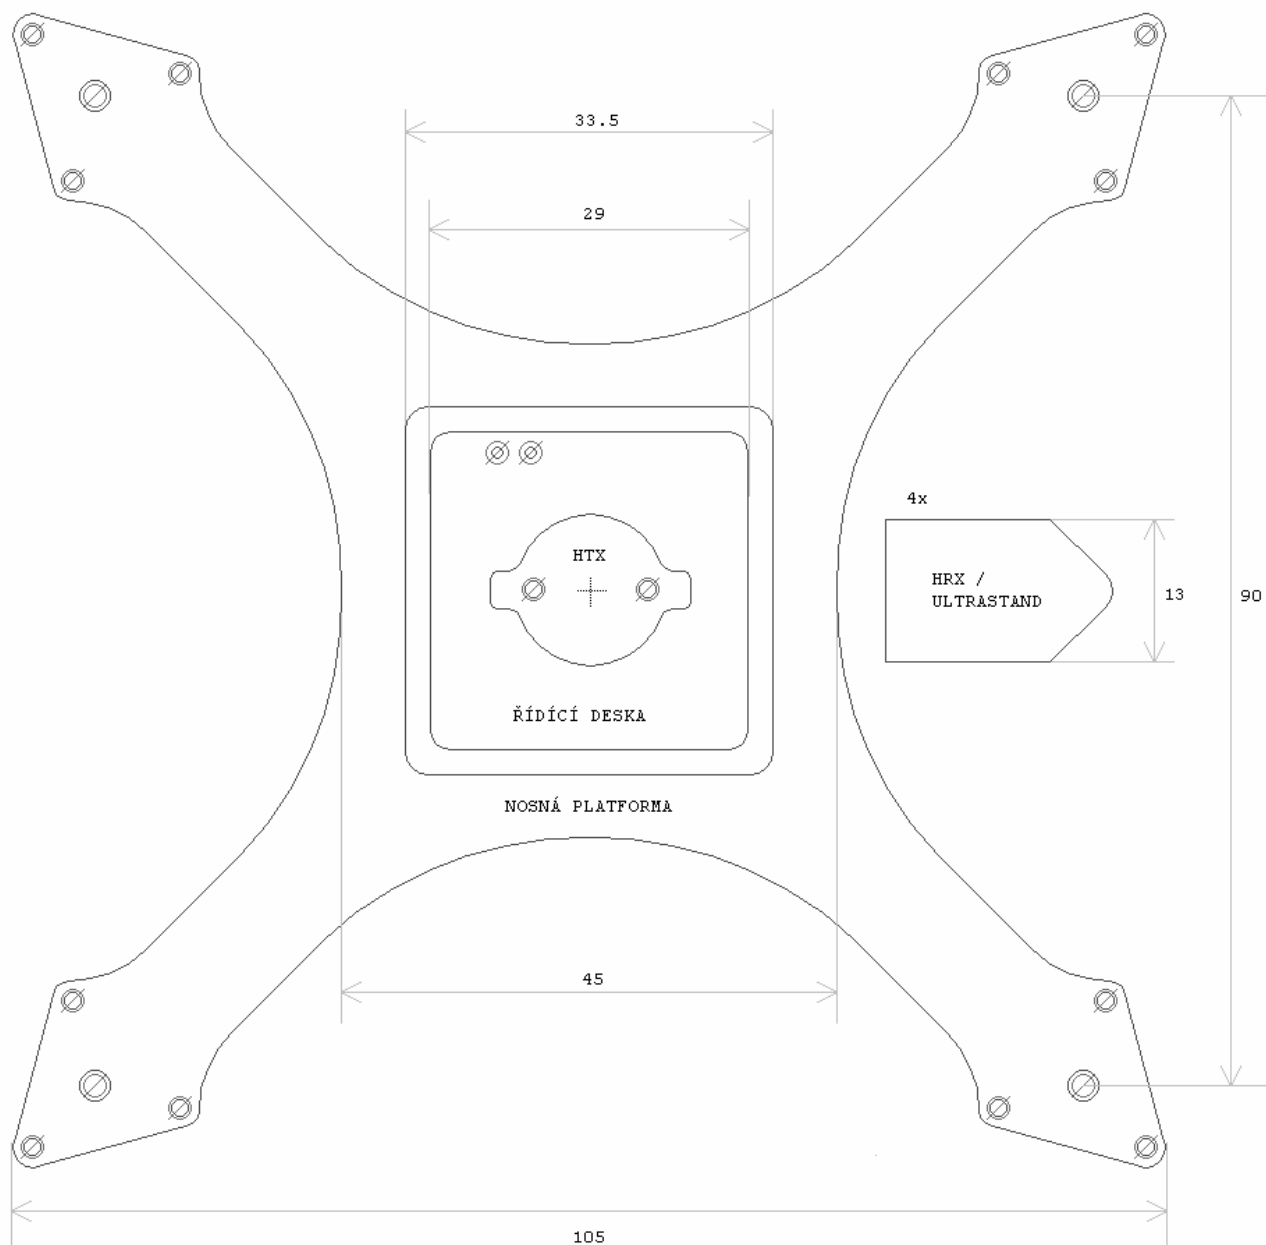 33.5
29
4x
HTX
HRX /
ULTRASTAND
13
90
ŘÍDÍCÍ DESKA
NOSNÁ PLATFORMA
45
105